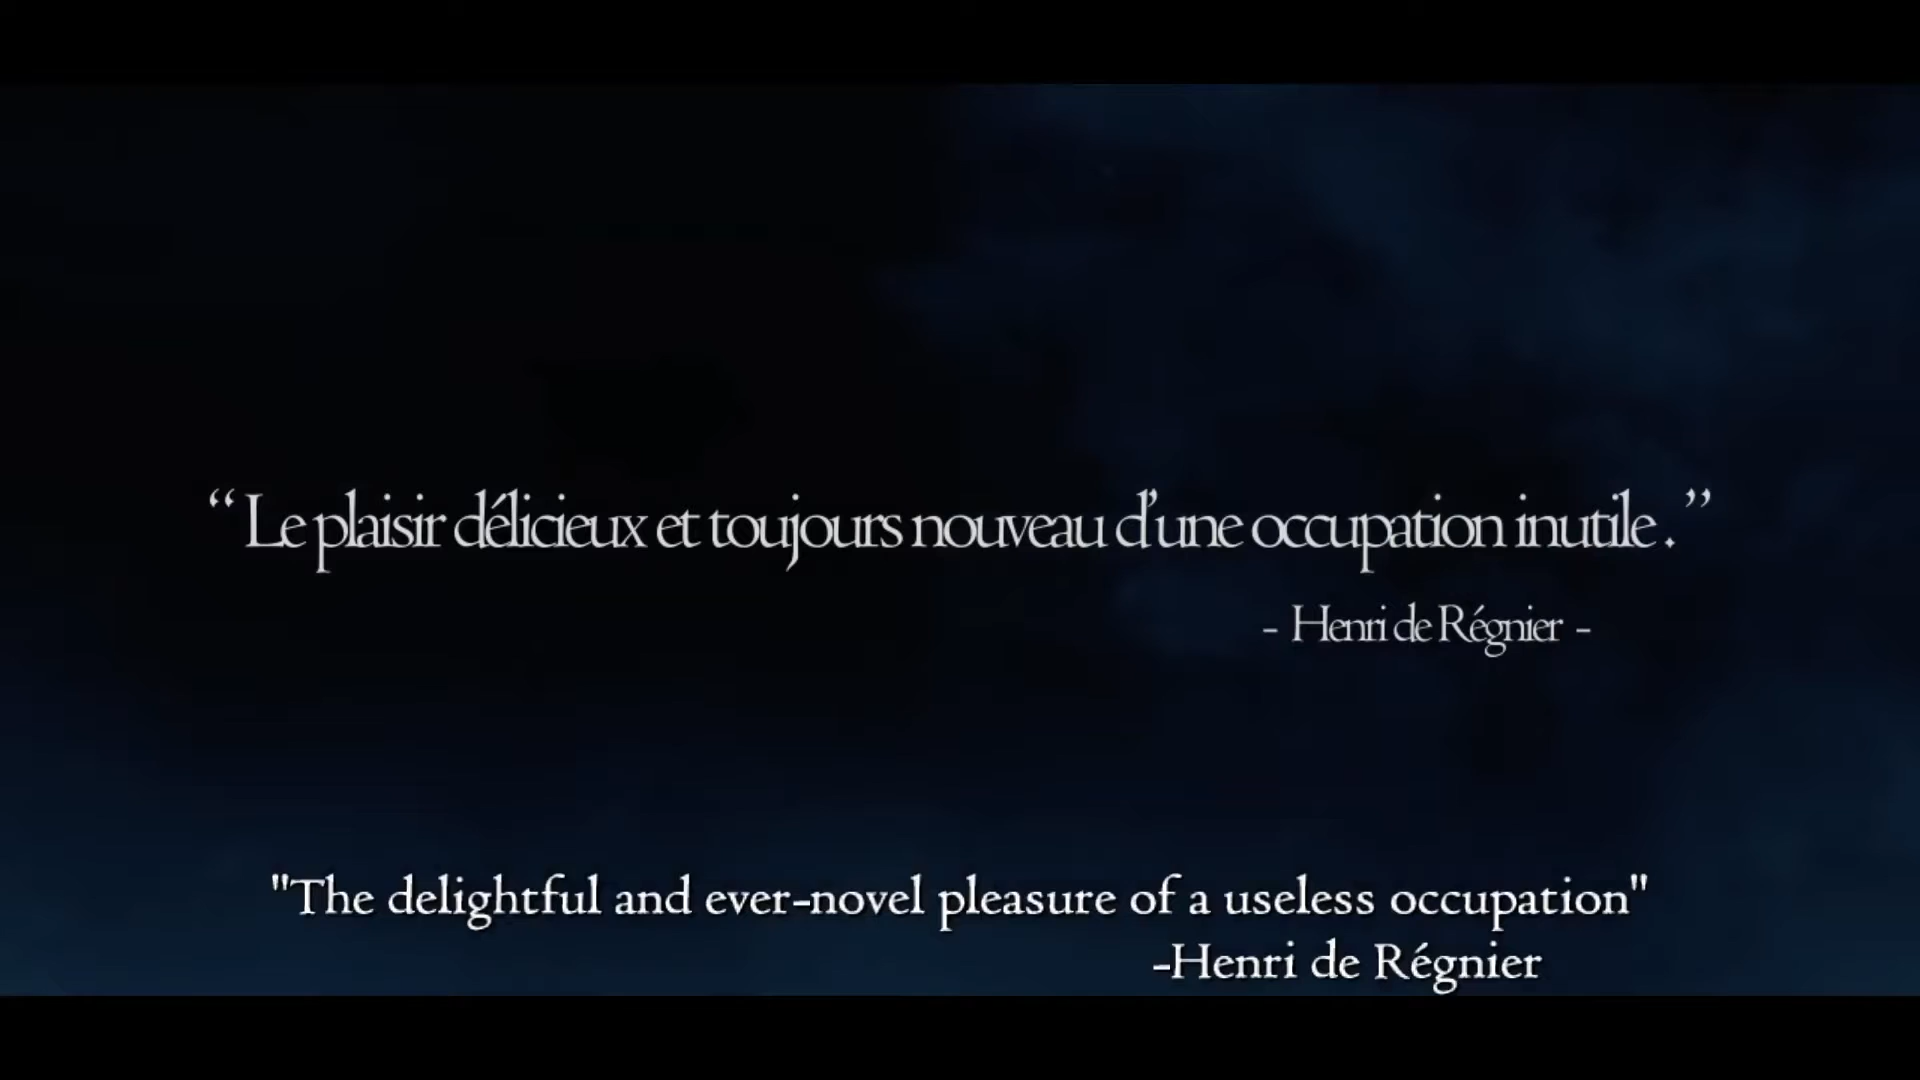 “Le plaisir délicieux et toujours nouveau d'une occupation inutile.”
- Henri de Régnier -
"The delightful and ever-novel pleasure of a useless occupation"
-Henri de Régnier